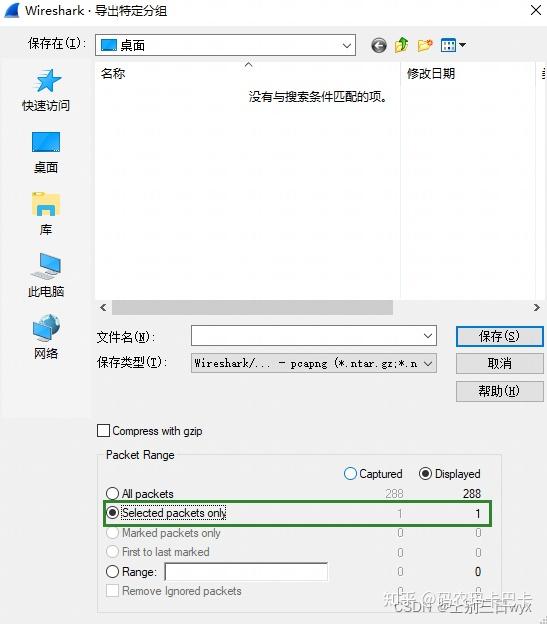 Wireshark · 导出特定分组
保存在(I):
桌面
名称
修改日期
没有与搜索条件匹配的项。
快速访问
桌面
库
此电脑
网络
文件名(N):
保存(S)
保存类型(T):
Wireshark/... - pcapng (*.ntar.gz;*.n
取消
帮助(H)
Compress with gzip
Packet Range
Captured
Displayed
All packets 288 288
Selected packets only 1 1
Marked packets only 0 0
First to last marked 0 0
Range: 0 0
Remove Ignored packets 0 0
知乎 @码农巴卡巴卡
CSDN @士别三日wyx